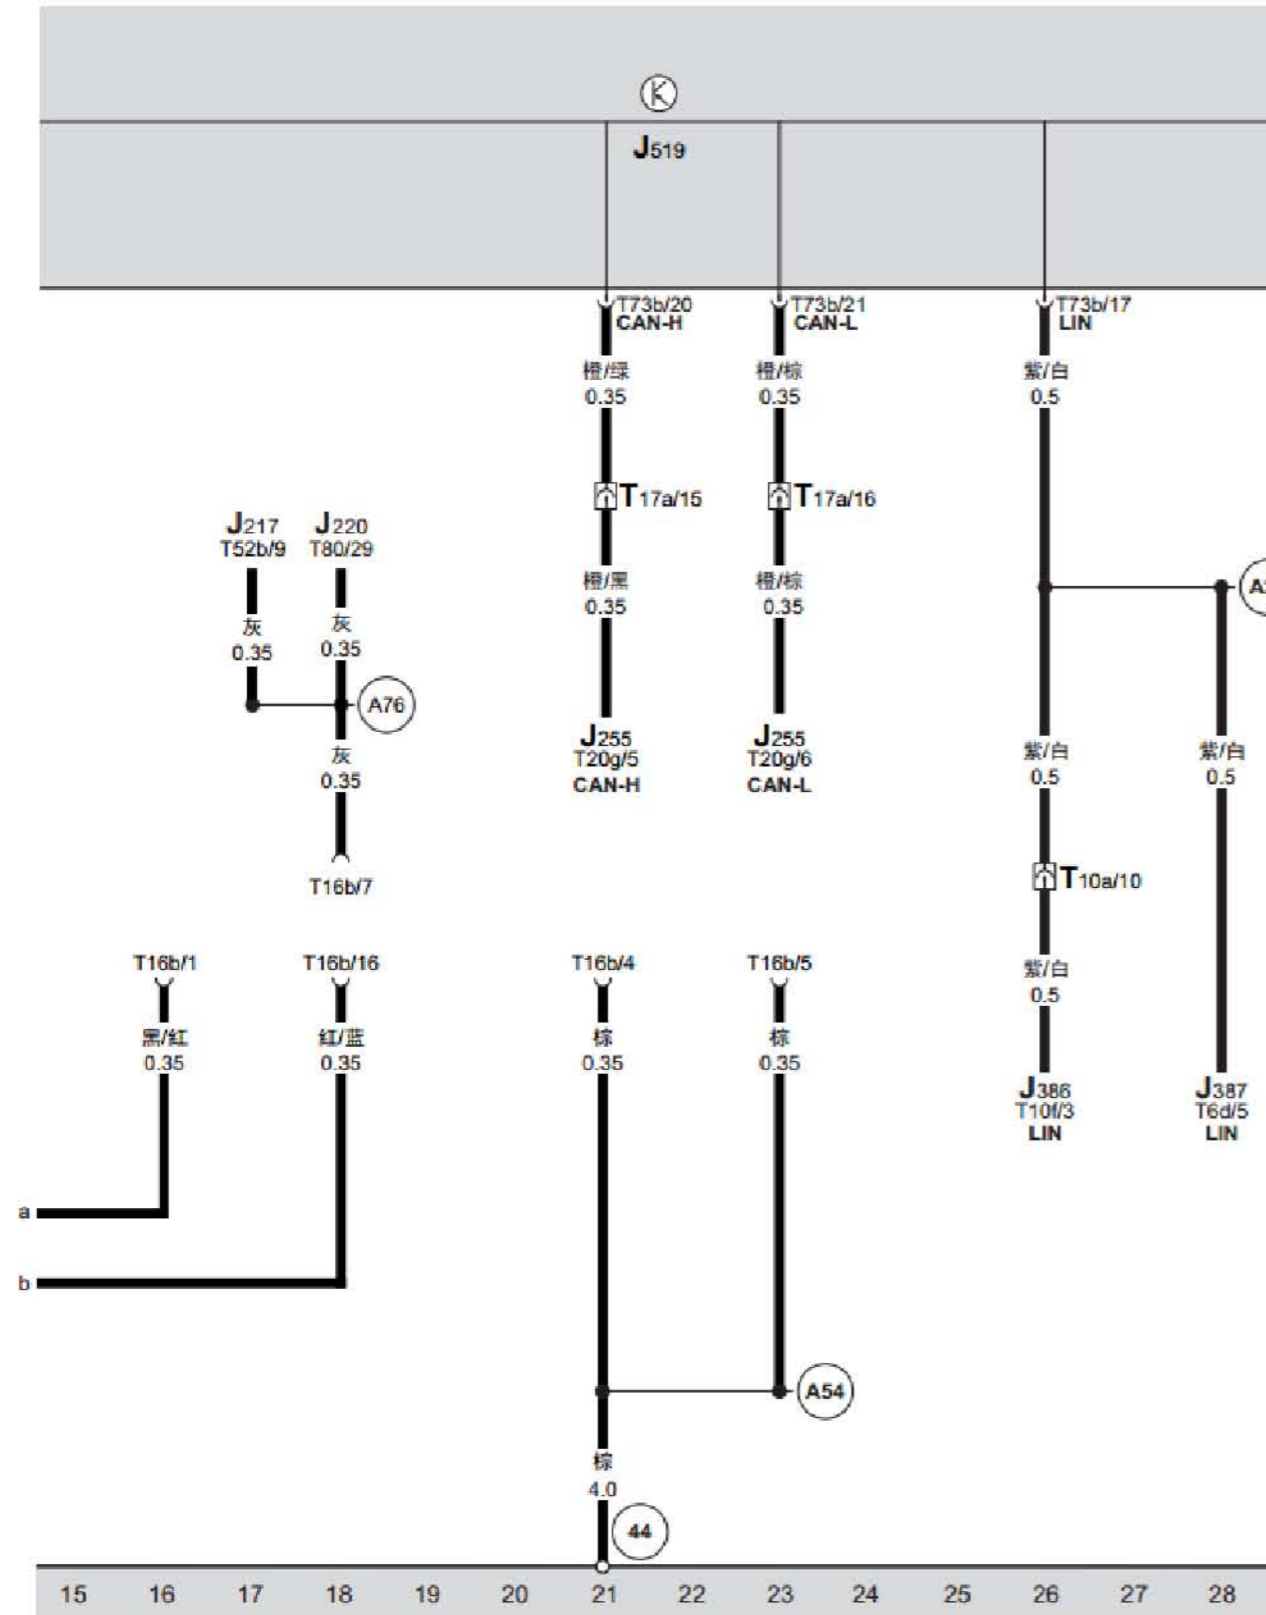 K
J519
T73b/20
CAN-H
T73b/21
CAN-L
T73b/17
LIN
橙/绿
0.35
橙/棕
0.35
紫/白
0.5
T17a/15
T17a/16
J217
T52b/9
J220
T80/29
橙/黑
0.35
橙/棕
0.35
灰
0.35
灰
0.35
A76
J255
T20g/5
CAN-H
J255
T20g/6
CAN-L
灰
0.35
紫/白
0.5
紫/白
0.5
T16b/7
T10a/10
T16b/1
T16b/16
T16b/4
T16b/5
紫/白
0.5
黑/红
0.35
红/蓝
0.35
棕
0.35
棕
0.35
J386
T10f/3
LIN
J387
T6d/5
LIN
a
b
A54
棕
4.0
44
15 16 17 18 19 20 21 22 23 24 25 26 27 28